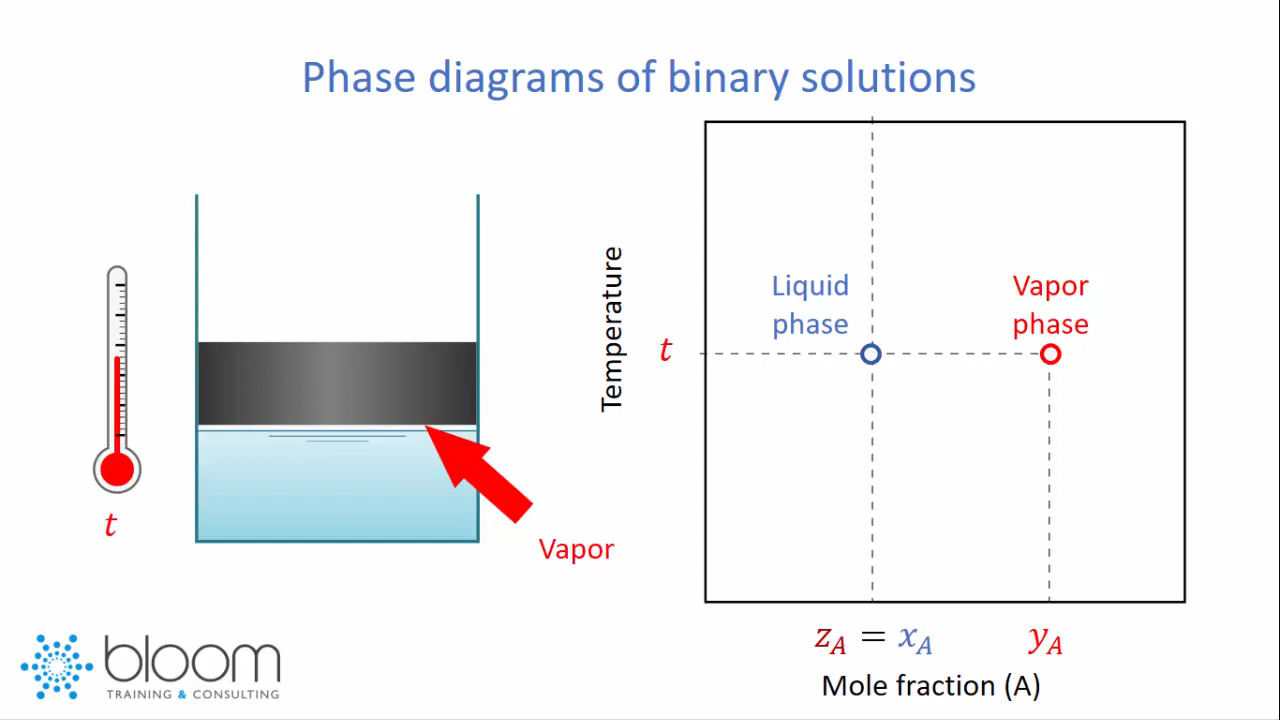 Phase diagrams of binary solutions
t
Vapor
Temperature
t
Liquid
phase
Vapor
phase
z_A = x_A
y_A
Mole fraction (A)
bloom
TRAINING & CONSULTING